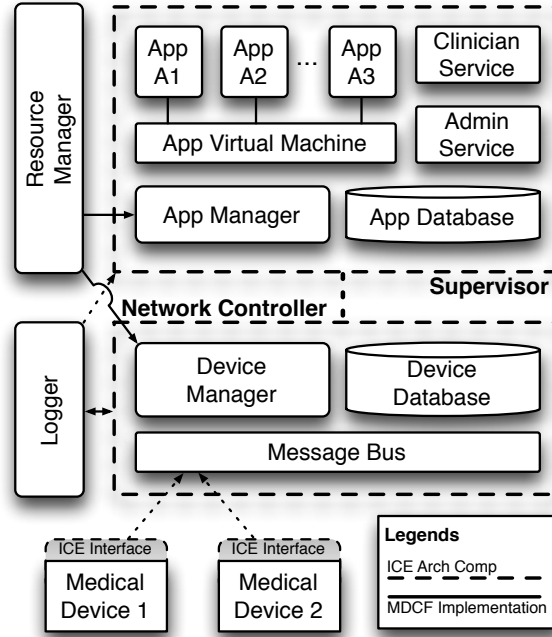 Resource
Manager
App
A1
App
A2
...
App
A3
Clinician
Service
App Virtual Machine
Admin
Service
App Manager
App Database
Supervisor
Network Controller
Logger
Device
Manager
Device
Database
Message Bus
ICE Interface
Medical
Device 1
ICE Interface
Medical
Device 2
Legends
ICE Arch Comp
MDCF Implementation